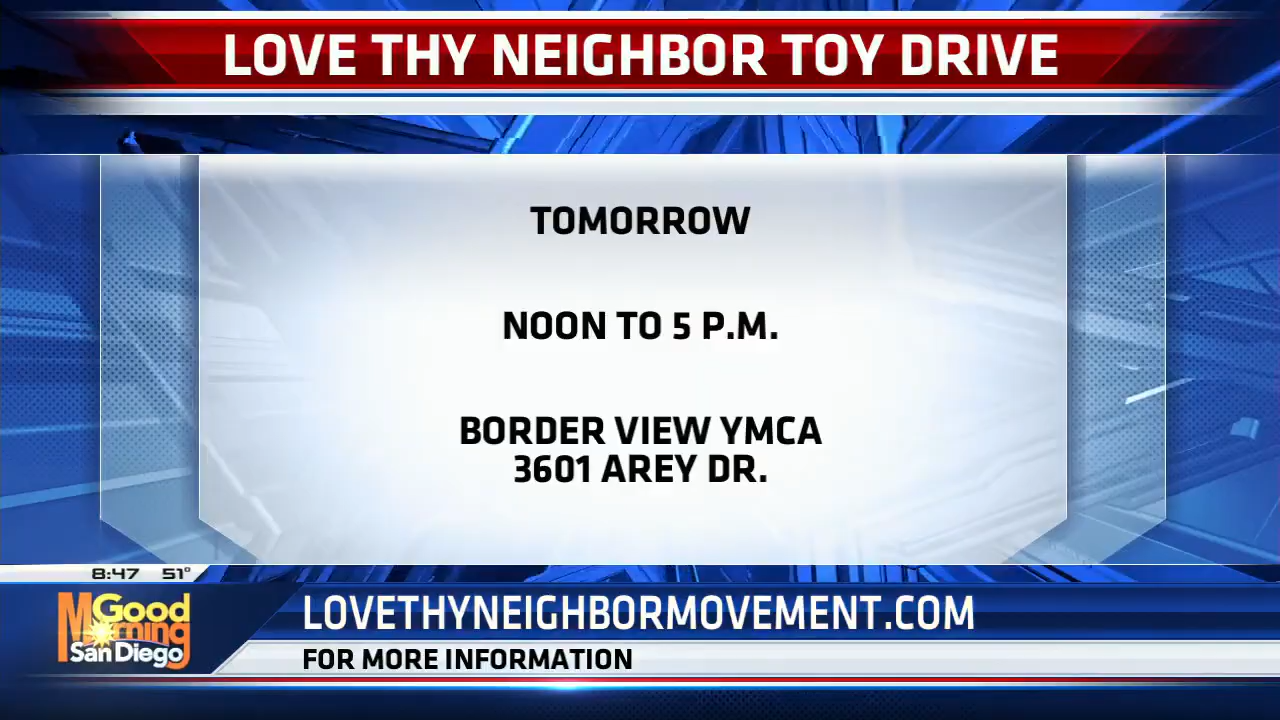 LOVE THY NEIGHBOR TOY DRIVE
TOMORROW
NOON TO 5 P.M.
BORDER VIEW YMCA
3601 AREY DR.
8:47 51°
Good
Morning
San Diego
LOVETHYNEIGHBORMOVEMENT.COM
FOR MORE INFORMATION